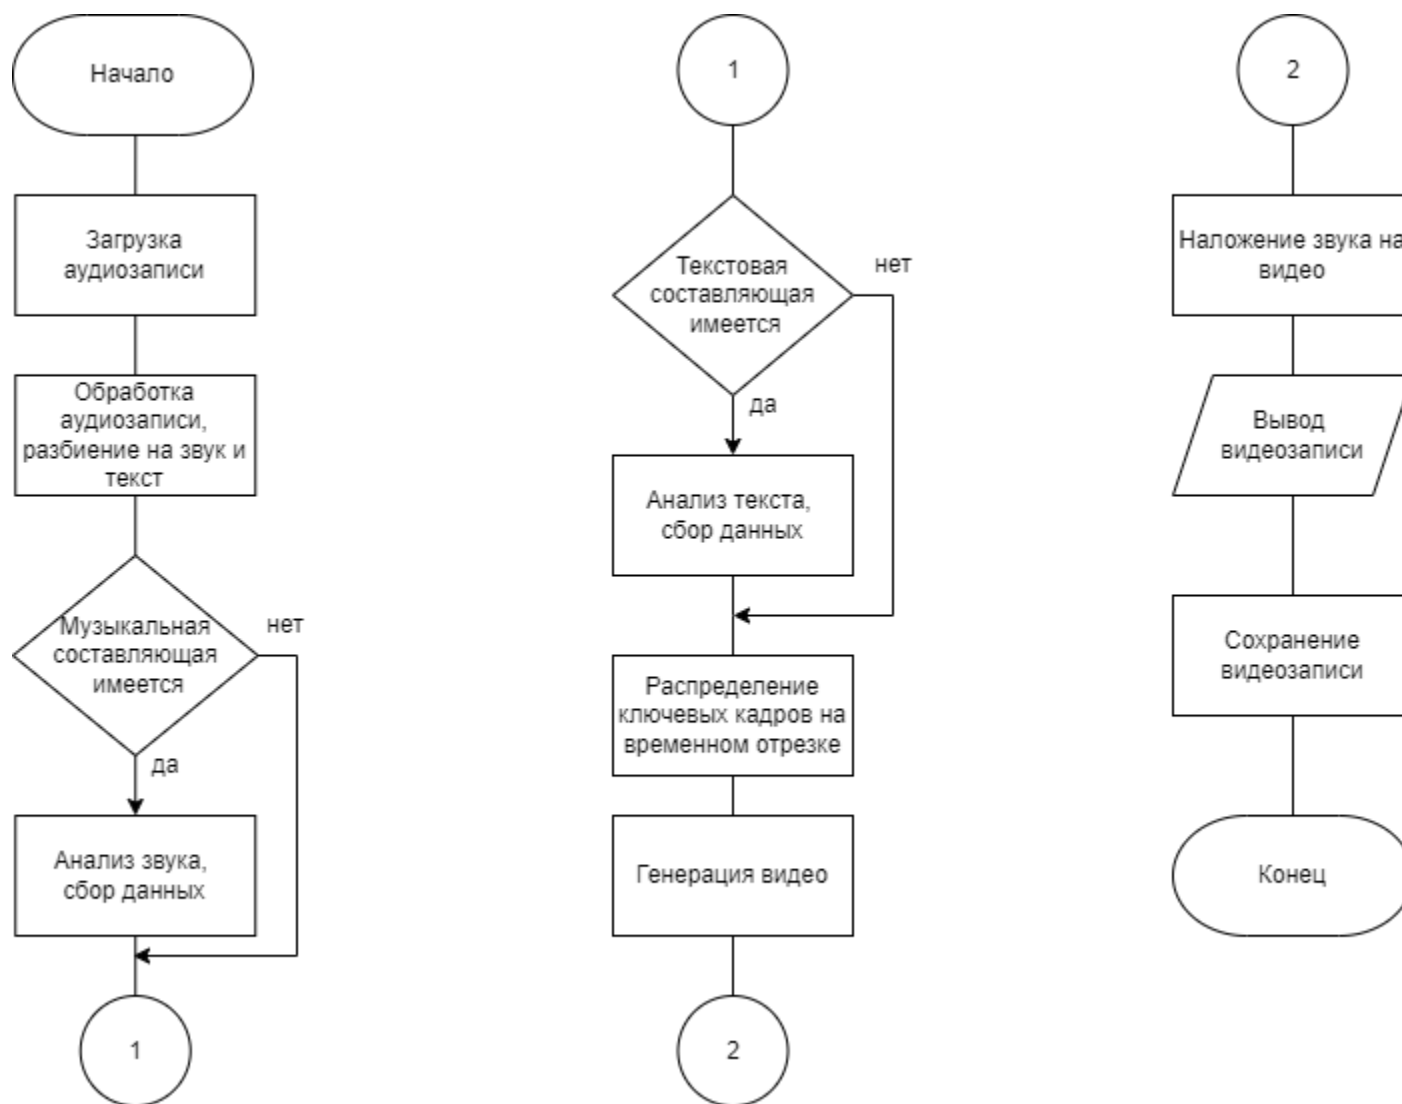 Начало
Загрузка
аудиозаписи
Обработка
аудиозаписи,
разбиение на звук и
текст
Музыкальная
составляющая
имеется
нет
да
Анализ звука,
сбор данных
1
1
Текстовая
составляющая
имеется
нет
да
Анализ текста,
сбор данных
Распределение
ключевых кадров на
временном отрезке
Генерация видео
2
2
Наложение звука на
видео
Вывод
видеозаписи
Сохранение
видеозаписи
Конец